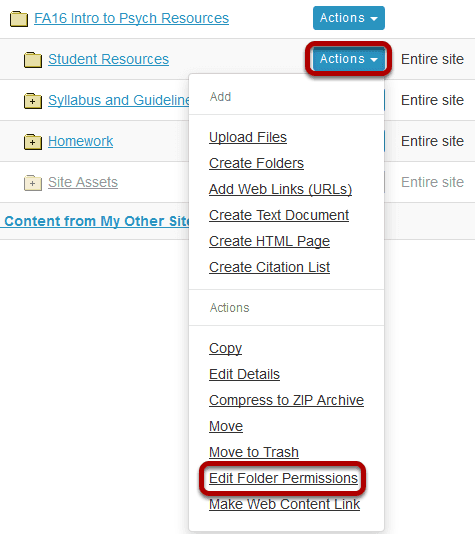 FA16 Intro to Psych Resources Actions
Student Resources Actions Entire site
Syllabus and Guideline Entire site
Homework Entire site
Site Assets Entire site
Content from My Other Site
Add
Upload Files
Create Folders
Add Web Links (URLs)
Create Text Document
Create HTML Page
Create Citation List
Actions
Copy
Edit Details
Compress to ZIP Archive
Move
Move to Trash
Edit Folder Permissions
Make Web Content Link